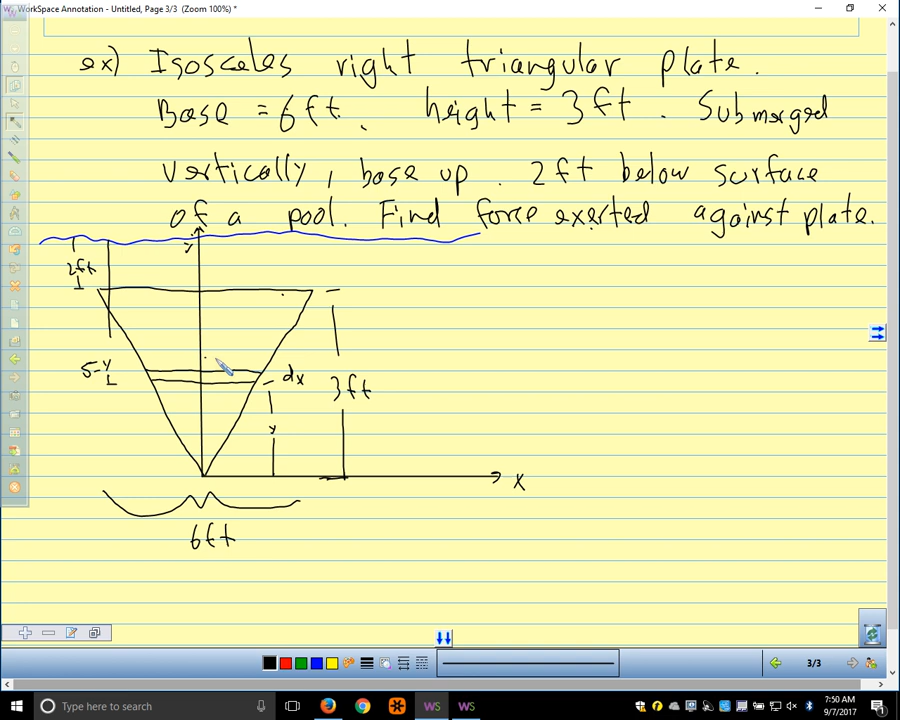 WorkSpace Annotation - Untitled, Page 3/3 (Zoom 100%) *
ex) Isosceles right triangular plate.
Base = 6ft. height = 3ft. Submerged
vertically, base up. 2ft below surface
of a pool. Find force exerted against plate.
y
2ft
5-y
dx
3ft
y
x
6ft
3/3
Type here to search
WS
WS
7:50 AM
9/7/2017